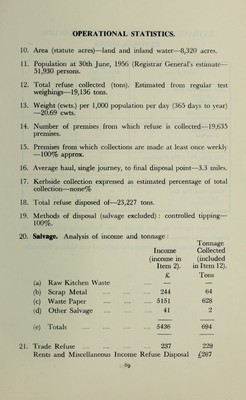 OPERATIONAL STATISTICS.
10. Area (statute acres)—land and inland water—8,320 acres.
11. Population at 30th June, 1956 (Registrar General's estimate—
51,930 persons.
12. Total refuse collected (tons). Estimated from regular test
weighings—19,136 tons.
13. Weight (cwts.) per 1,000 population per day (365 days to year)
—20.69 cwts.
14. Number of premises from which refuse is collected—19,635
premises.
15. Premises from which collections are made at least once weekly
—100% approx.
16. Average haul, single journey, to final disposal point—3.3 miles.
17. Kerbside collection expressed as estimated percentage of total
collection—none%
18. Total refuse disposed of—23,227 tons.
19. Methods of disposal (salvage excluded) : controlled tipping—
100%.
20. Salvage. Analysis of income and tonnage :
Tonnage
Income Collected
(income in (included
Item 2). in Item 12).
£ Tons
(a) Raw Kitchen Waste — —
(b) Scrap Metal 244 64
(c) Waste Paper 5151 628
(d) Other Salvage 41 2
(e) Totals 5436 694
21. Trade Refuse 237 229
Rents and Miscellaneous Income Refuse Disposal £267
89